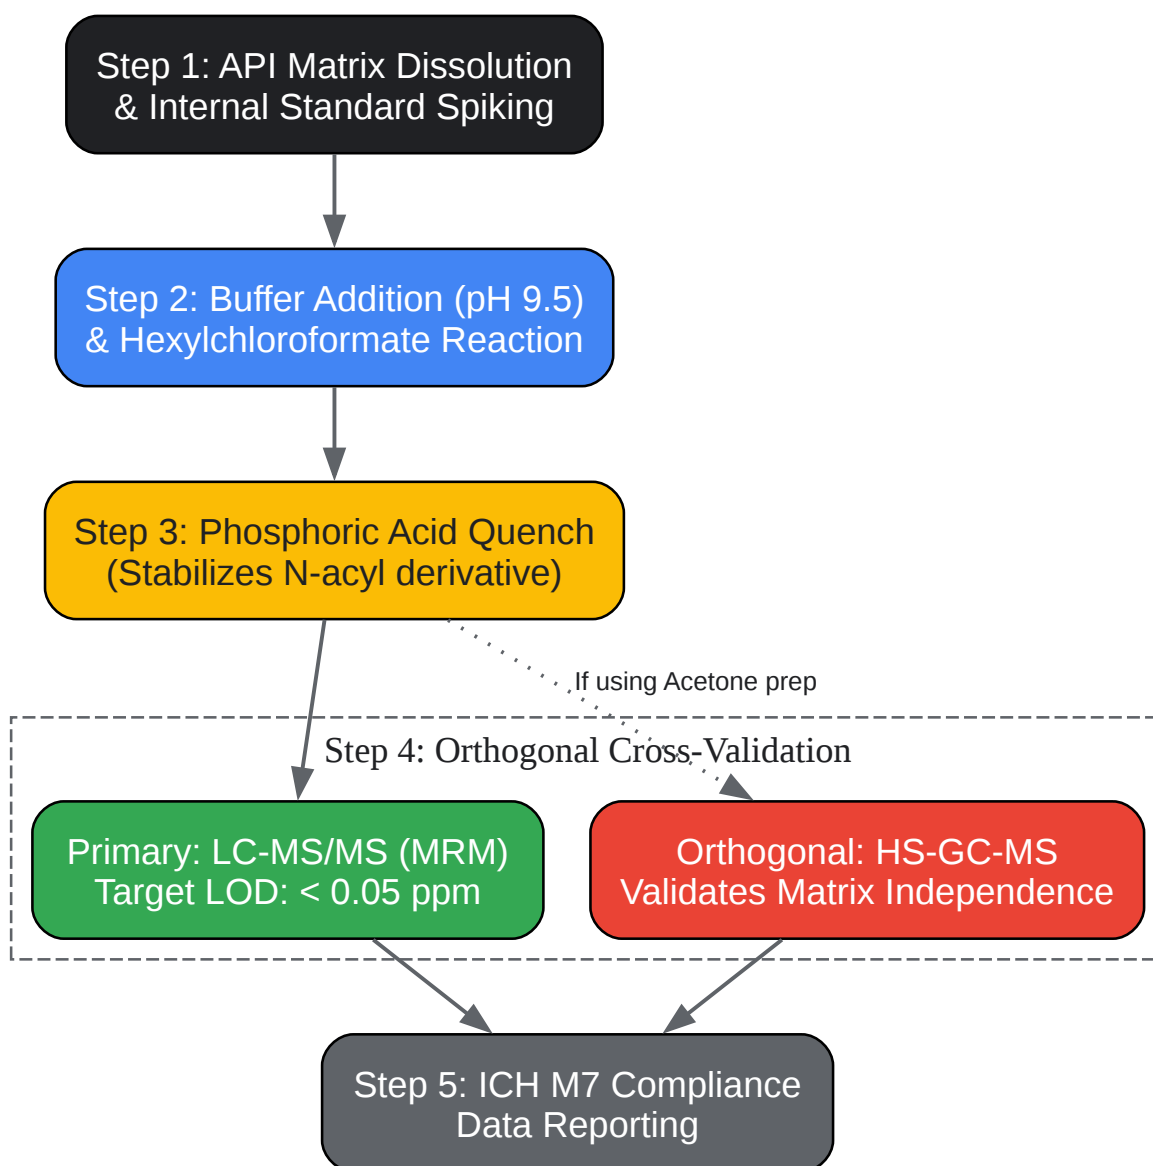 Step 1: API Matrix Dissolution
& Internal Standard Spiking
Step 2: Buffer Addition (pH 9.5)
& Hexylchloroformate Reaction
Step 3: Phosphoric Acid Quench
(Stabilizes N-acyl derivative)
If using Acetone prep
Step 4: Orthogonal Cross-Validation
Primary: LC-MS/MS (MRM)
Target LOD: < 0.05 ppm
Orthogonal: HS-GC-MS
Validates Matrix Independence
Step 5: ICH M7 Compliance
Data Reporting